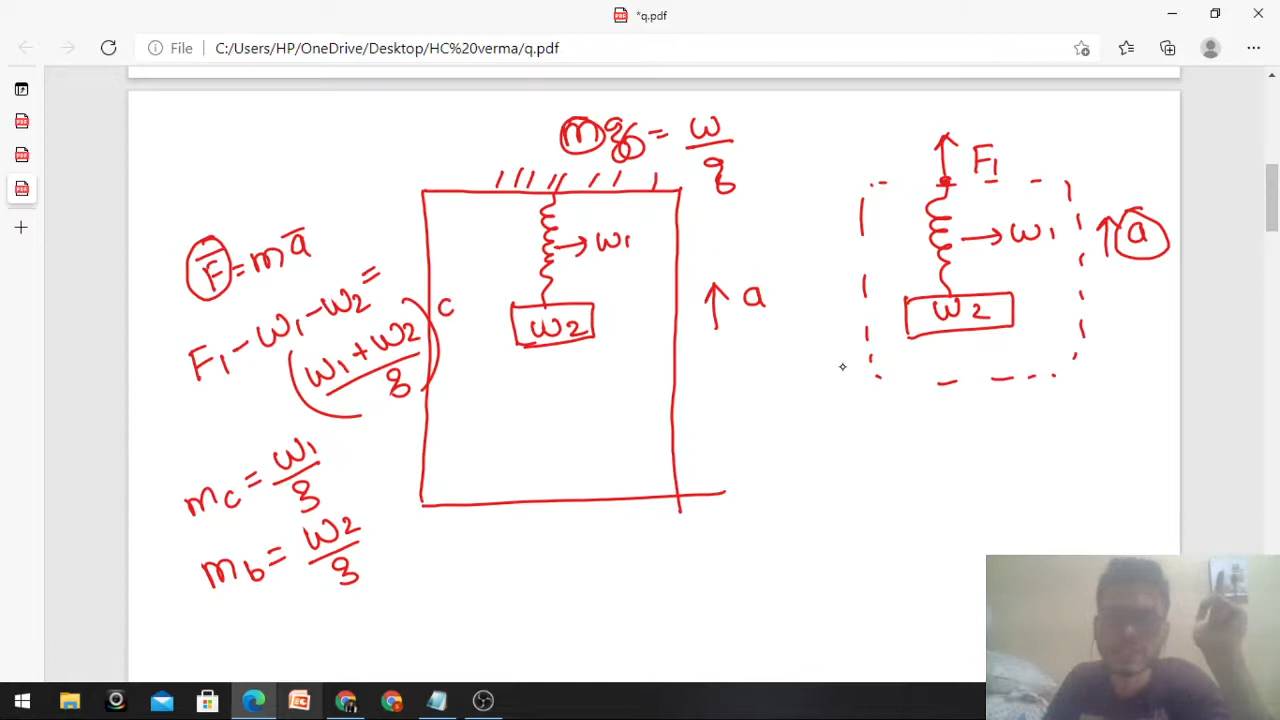 *q.pdf
File
C:/Users/HP/OneDrive/Desktop/HC%20verma/q.pdf
mg = w
g
F₁
w₁
w₁
a
a
w₂
w₂
c
F̅ = ma̅
F₁ - w₁ - w₂ =
(w₁ + w₂)
g
mc = w₁
g
mb = w₂
g